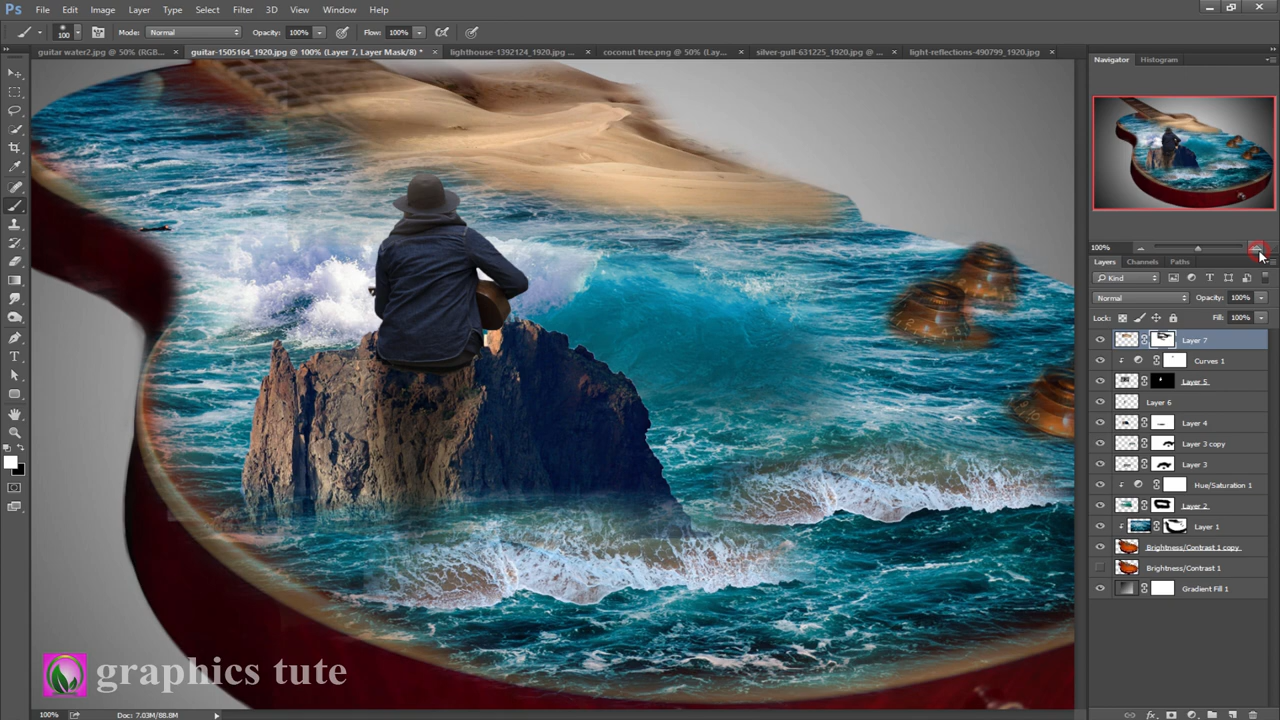 Ps File Edit Image Layer Type Select Filter 3D View Window Help
100 Mode: Normal Opacity: 100% Flow: 100%
guitar water2.jpg @ 50% (RGB... × guitar-1505164_1920.jpg @ 100% (Layer 7, Layer Mask/8) * × lighthouse-1392124_1920.jpg ... × coconut tree.png @ 50% (Lay... × silver-gull-631225_1920.jpg @ ... × light-reflections-490799_1920.jpg ×
Navigator Histogram
100%
Layers Channels Paths
Kind
Normal Opacity: 100%
Lock: Fill: 100%
Layer 7
Curves 1
Layer 5
Layer 6
Layer 4
Layer 3 copy
Layer 3
Hue/Saturation 1
Layer 2
Layer 1
Brightness/Contrast 1 copy
Brightness/Contrast 1
Gradient Fill 1
graphics tute
100% Doc: 7.03M/88.8M
fx